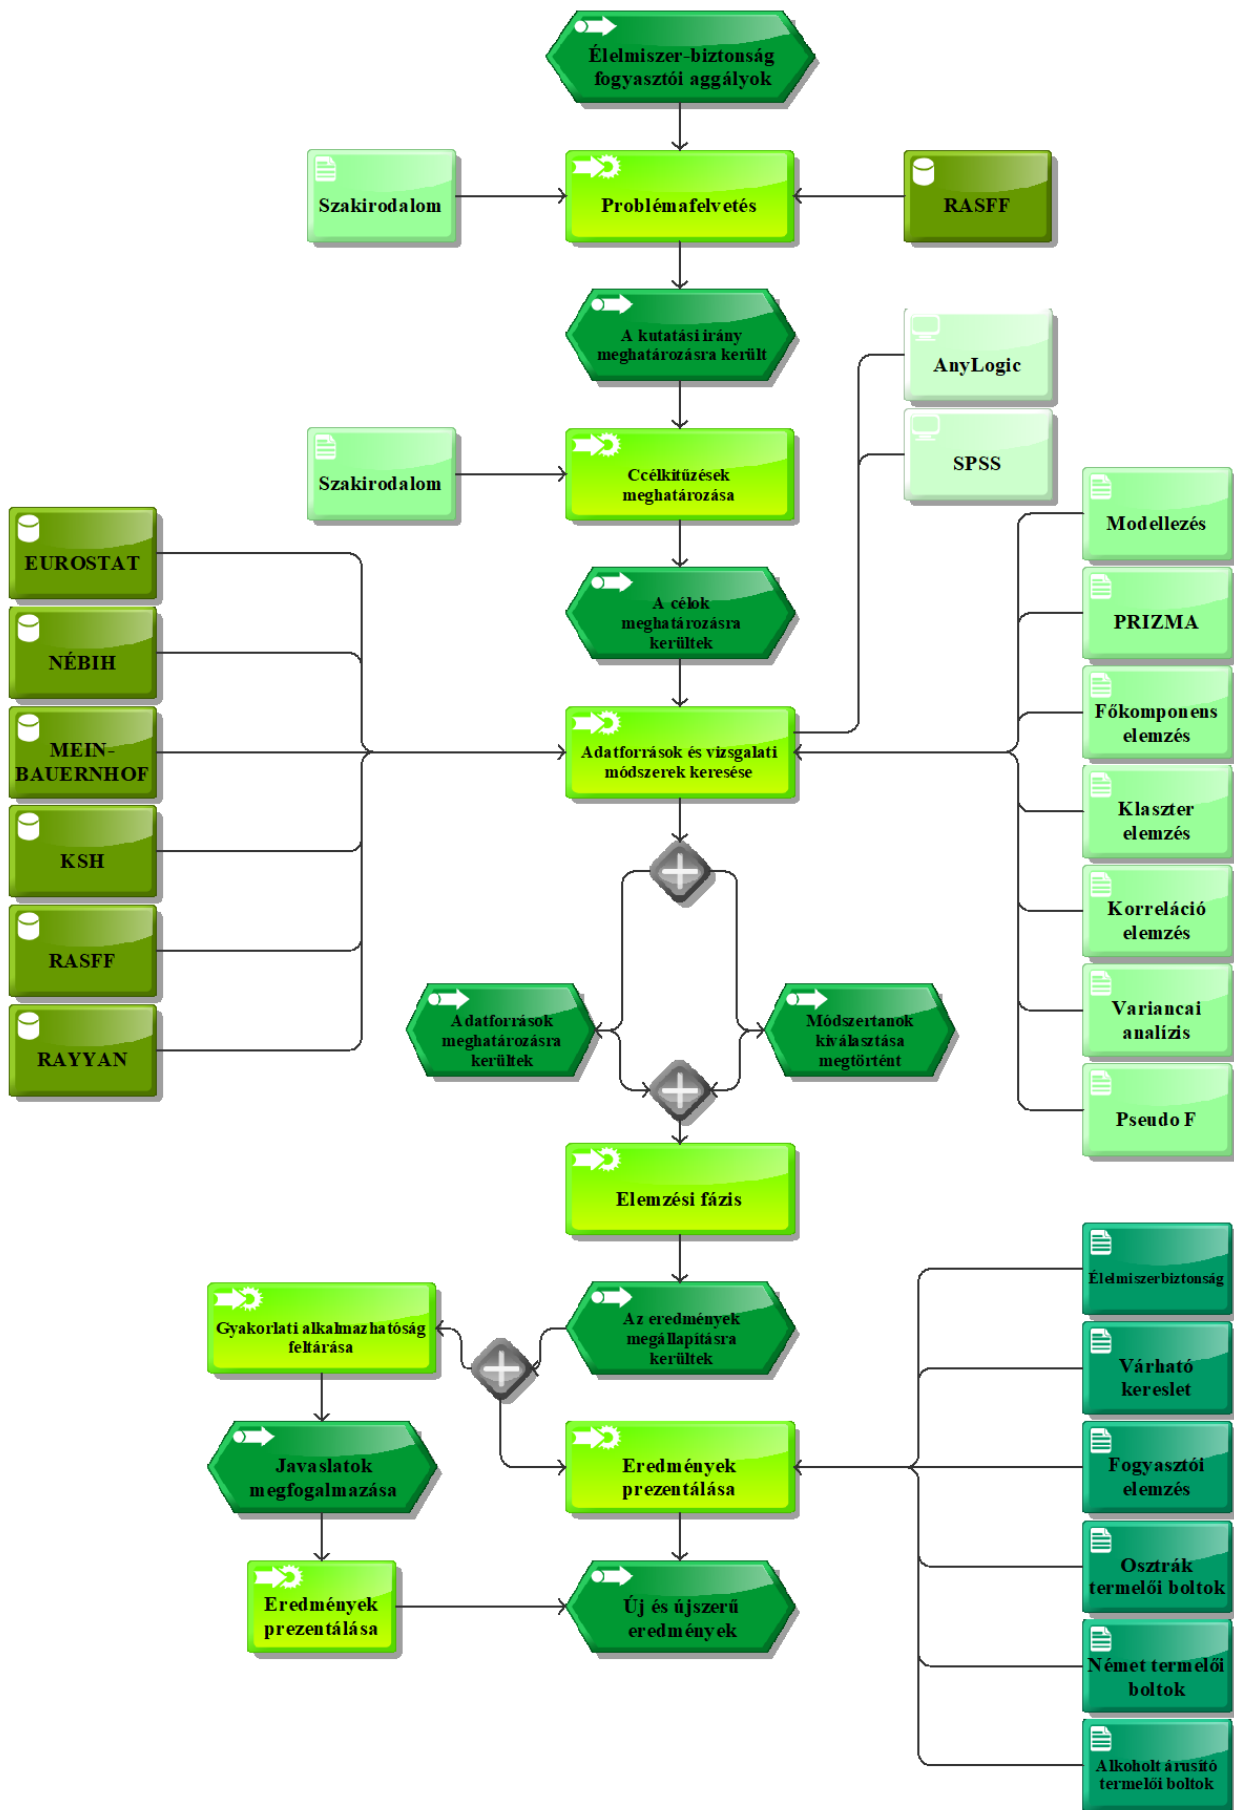 Élelmiszer-biztonság
fogyasztói aggályok
Szakirodalom
Problémafelvetés
RASFF
A kutatási irány
meghatározásra került
AnyLogic
SPSS
Szakirodalom
Ccélkitűzések
meghatározása
A célok
meghatározásra
kerültek
EUROSTAT
NÉBIH
MEIN-
BAUERNHOF
KSH
RASFF
RAYYAN
Adatforrások és vizsgalati
módszerek keresése
Modellezés
PRIZMA
Főkomponens
elemzés
Klaszter
elemzés
Korreláció
elemzés
Variancai
analízis
Pseudo F
Adatforrások
meghatározásra
kerültek
Módszertanok
kiválasztása
megtörtént
Elemzési fázis
Az eredmények
megállapításra
kerültek
Gyakorlati alkalmazhatóság
feltárása
Javaslatok
megfogalmazása
Eredmények
prezentálása
Eredmények
prezentálása
Új és újszerű
eredmények
Élelmiszerbiztonság
Várható
kereslet
Fogyasztói
elemzés
Osztrák
termelői boltok
Német termelői
boltok
Alkoholt árusító
termelői boltok